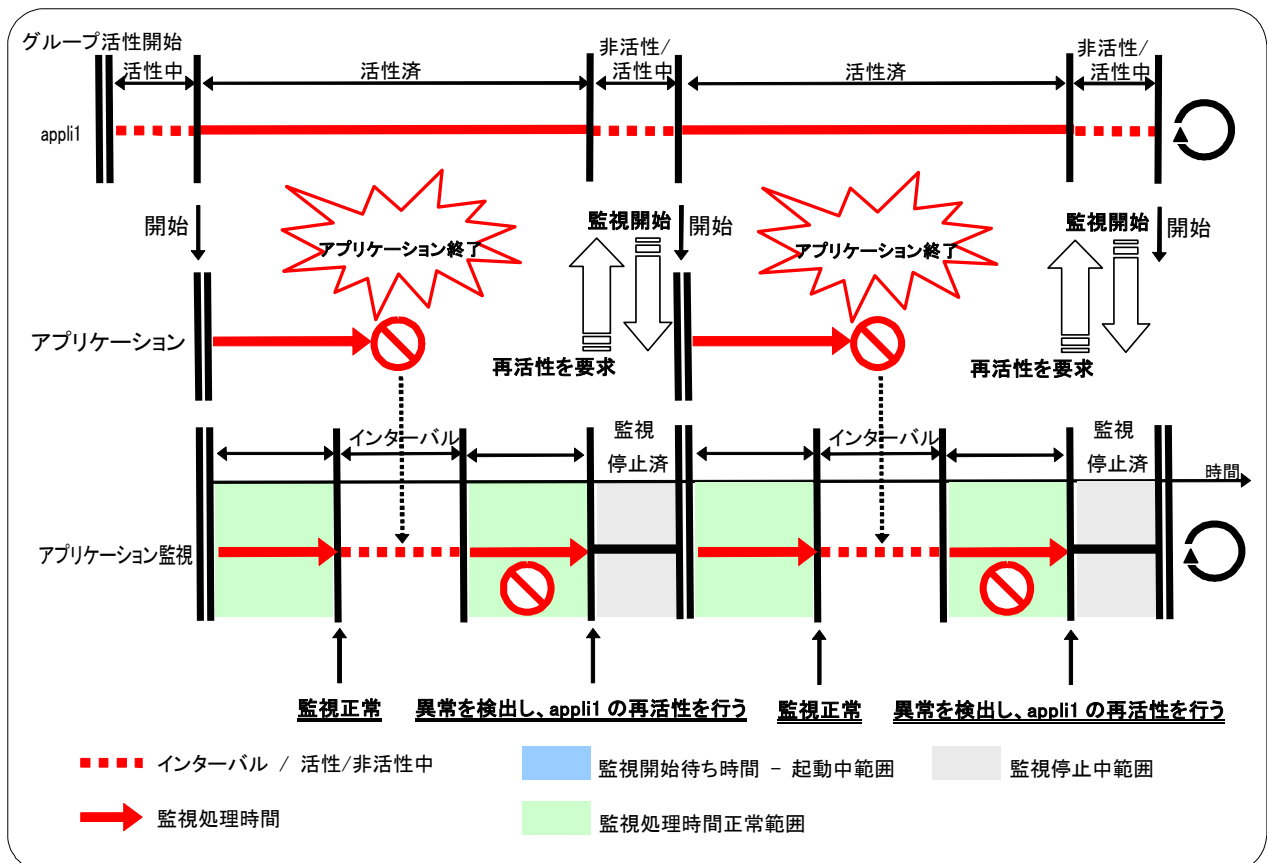 グループ活性開始
活性中
活性済
非活性/
活性中
活性済
非活性/
活性中
appli1
開始
アプリケーション終了
監視開始
開始
アプリケーション終了
監視開始
開始
アプリケーション
再活性を要求
再活性を要求
インターバル
監視
停止済
インターバル
監視
停止済
時間
アプリケーション監視
監視正常
異常を検出し、appli1 の再活性を行う
監視正常
異常を検出し、appli1 の再活性を行う
インターバル / 活性/非活性中
監視開始待ち時間 - 起動中範囲
監視停止中範囲
監視処理時間
監視処理時間正常範囲